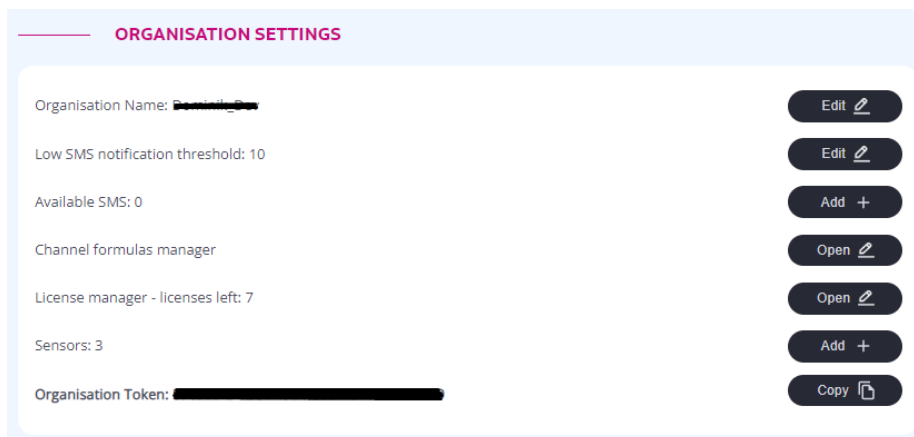 ORGANISATION SETTINGS
Organisation Name:
Edit
Low SMS notification threshold: 10
Edit
Available SMS: 0
Add +
Channel formulas manager
Open
License manager - licenses left: 7
Open
Sensors: 3
Add +
Organisation Token:
Copy